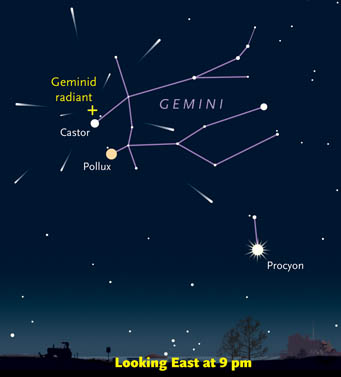 Geminid
radiant
GEMINI
Castor
Pollux
Procyon
Looking East at 9 pm